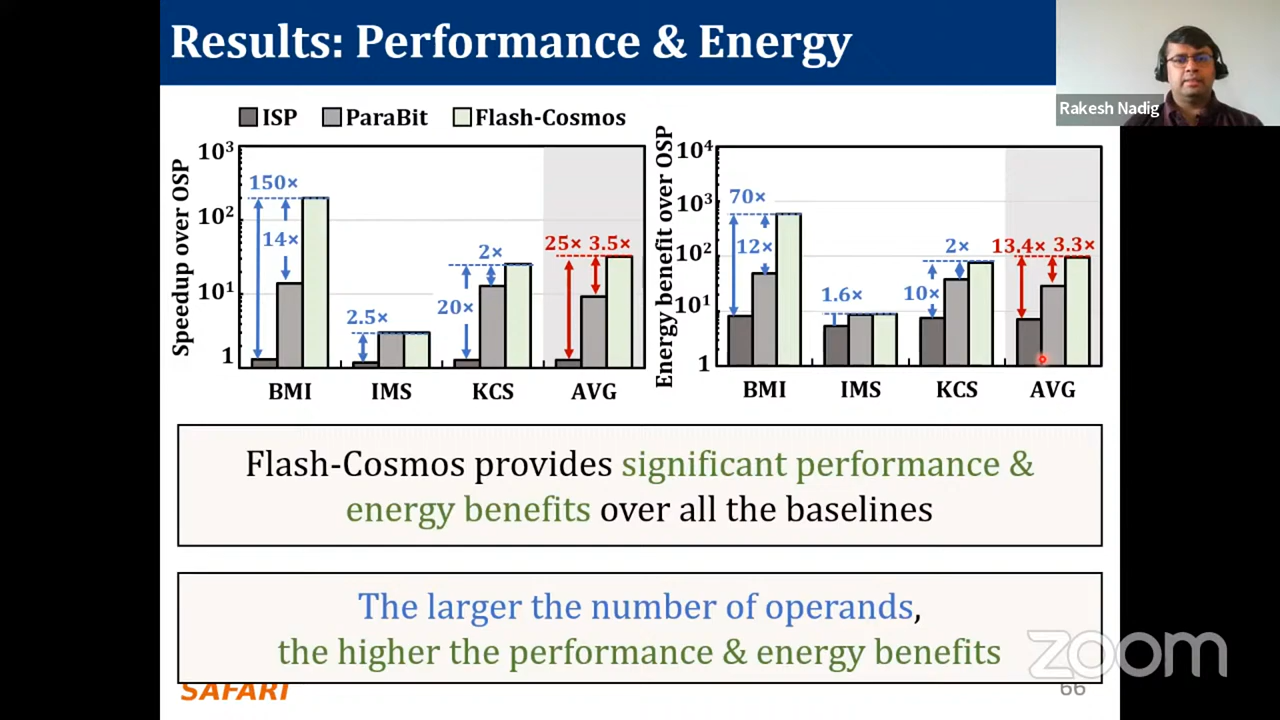 Results: Performance & Energy
Rakesh Nadig
ISP ParaBit Flash-Cosmos
Speedup over OSP
10³
10²
10¹
1
150×
14×
2.5×
2×
20×
25× 3.5×
BMI IMS KCS AVG
Energy benefit over OSP
10⁴
10³
10²
10¹
1
70×
12×
1.6×
2×
10×
13.4× 3.3×
BMI IMS KCS AVG
Flash-Cosmos provides significant performance &
energy benefits over all the baselines
The larger the number of operands,
the higher the performance & energy benefits
SAFARI
zoom
66